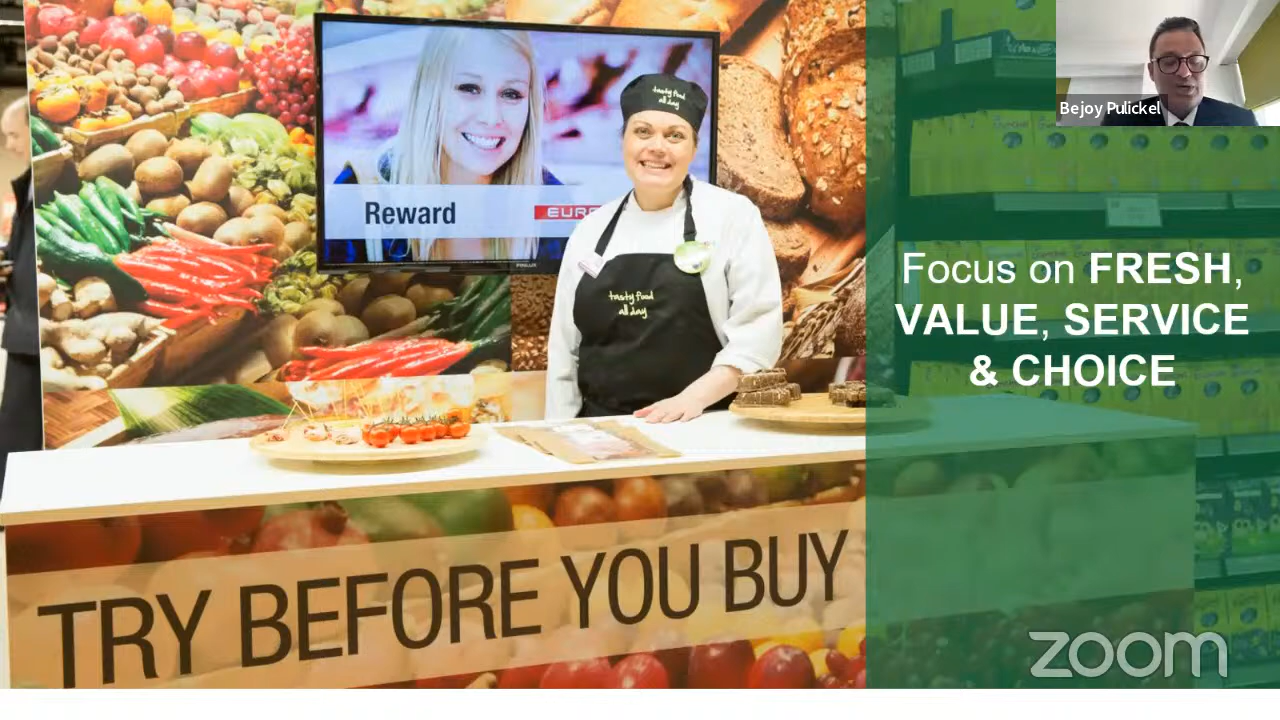 Bejoy Pulickel
tasty food
all day
Reward
tasty food
all day
Focus on FRESH,
VALUE, SERVICE
& CHOICE
TRY BEFORE YOU BUY
zoom